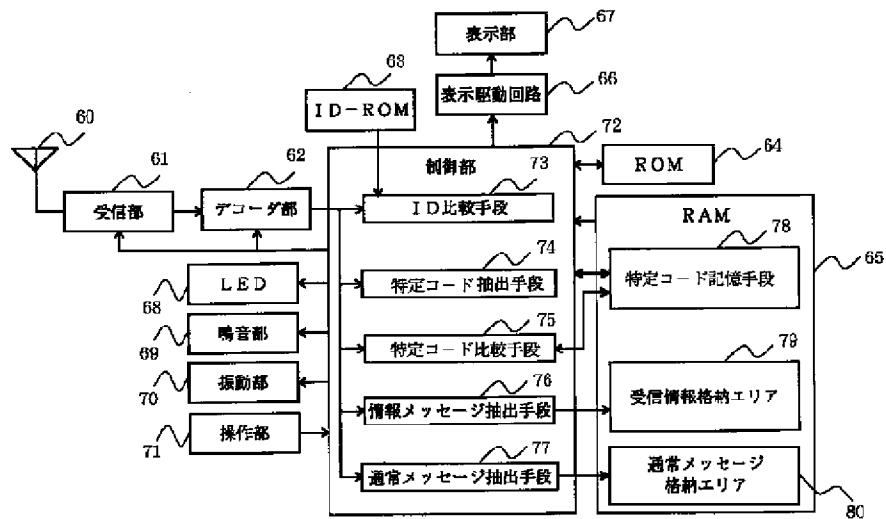 表示部
67
63
表示駆動回路
66
ID-ROM
60
72
61
62
制御部
73
ROM
64
受信部
デコーダ部
ID比較手段
RAM
74
78
LED
特定コード抽出手段
特定コード記憶手段
65
68
75
鳴音部
特定コード比較手段
69
79
振動部
76
70
情報メッセージ抽出手段
受信情報格納エリア
操作部
71
77
通常メッセージ抽出手段
通常メッセージ
格納エリア
80